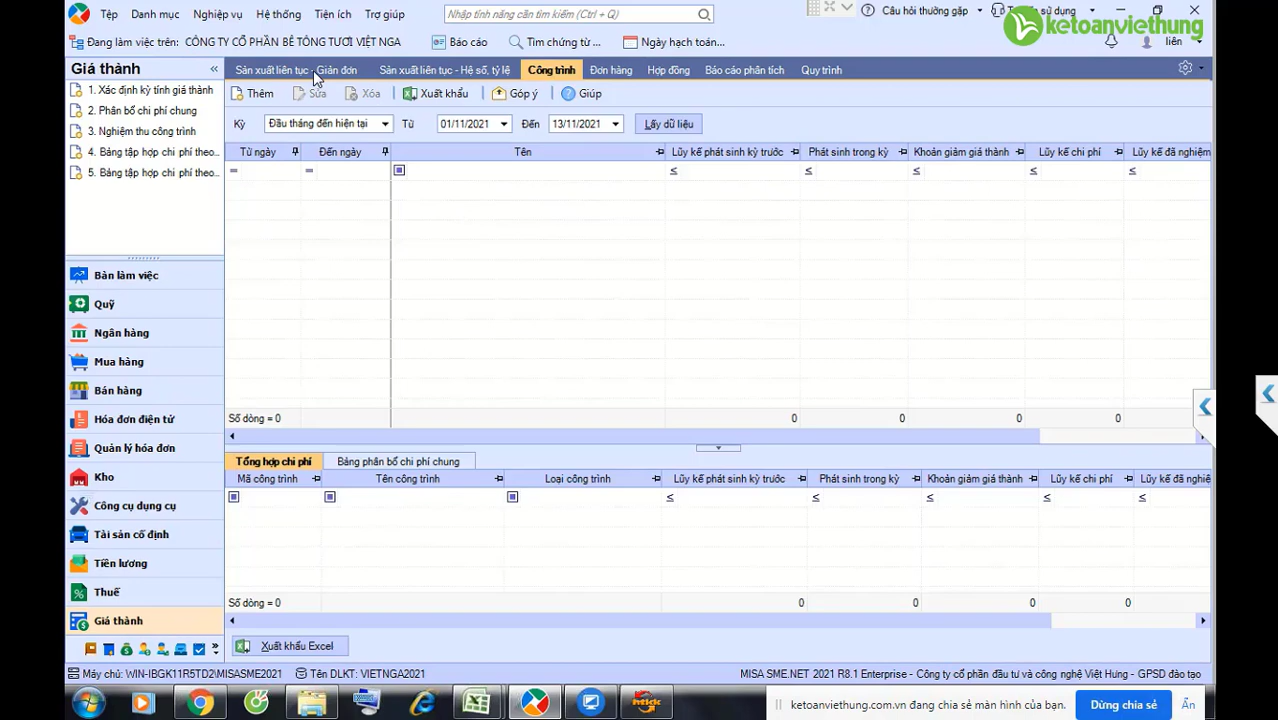 Tệp Danh mục Nghiệp vụ Hệ thống Tiện ích Trợ giúp
Nhập tính năng cần tìm kiếm (Ctrl + Q)
Câu hỏi thường gặp
sử dụng
ketoanviethung
Đang làm việc trên: CÔNG TY CỔ PHẦN BÊ TÔNG TƯƠI VIỆT NGA
Báo cáo Tìm chứng từ ... Ngày hạch toán...
liên
Giá thành
1. Xác định kỳ tính giá thành
2. Phân bổ chi phí chung
3. Nghiệm thu công trình
4. Bảng tập hợp chi phí theo...
5. Bảng tập hợp chi phí theo...
Bàn làm việc
Quỹ
Ngân hàng
Mua hàng
Bán hàng
Hóa đơn điện tử
Quản lý hóa đơn
Kho
Công cụ dụng cụ
Tài sản cố định
Tiền lương
Thuế
Giá thành
Sản xuất liên tục - Giản đơn Sản xuất liên tục - Hệ số, tỷ lệ Công trình Đơn hàng Hợp đồng Báo cáo phân tích Quy trình
Thêm Sửa Xóa Xuất khẩu Góp ý Giúp
Kỳ Đầu tháng đến hiện tại Từ 01/11/2021 Đến 13/11/2021 Lấy dữ liệu
Từ ngày Đến ngày Tên Lũy kế phát sinh kỳ trước Phát sinh trong kỳ Khoản giảm giá thành Lũy kế chi phí Lũy kế đã nghiệm
= = ≤ ≤ ≤ ≤ ≤
Số dòng = 0 0 0 0 0
Tổng hợp chi phí Bảng phân bổ chi phí chung
Mã công trình Tên công trình Loại công trình Lũy kế phát sinh kỳ trước Phát sinh trong kỳ Khoản giảm giá thành Lũy kế chi phí Lũy kế đã nghiệ
≤ ≤ ≤ ≤ ≤
Số dòng = 0 0 0 0 0
Xuất khẩu Excel
Máy chủ: WIN-IBGK11R5TD2\MISASME2021 Tên DLKT: VIETNGA2021 MISA SME.NET 2021 R8.1 Enterprise - Công ty cổ phần đầu tư và công nghệ Việt Hưng - GPSD đào tạo
ketoanviethung.com.vn đang chia sẻ màn hình của bạn. Dừng chia sẻ Ẩn